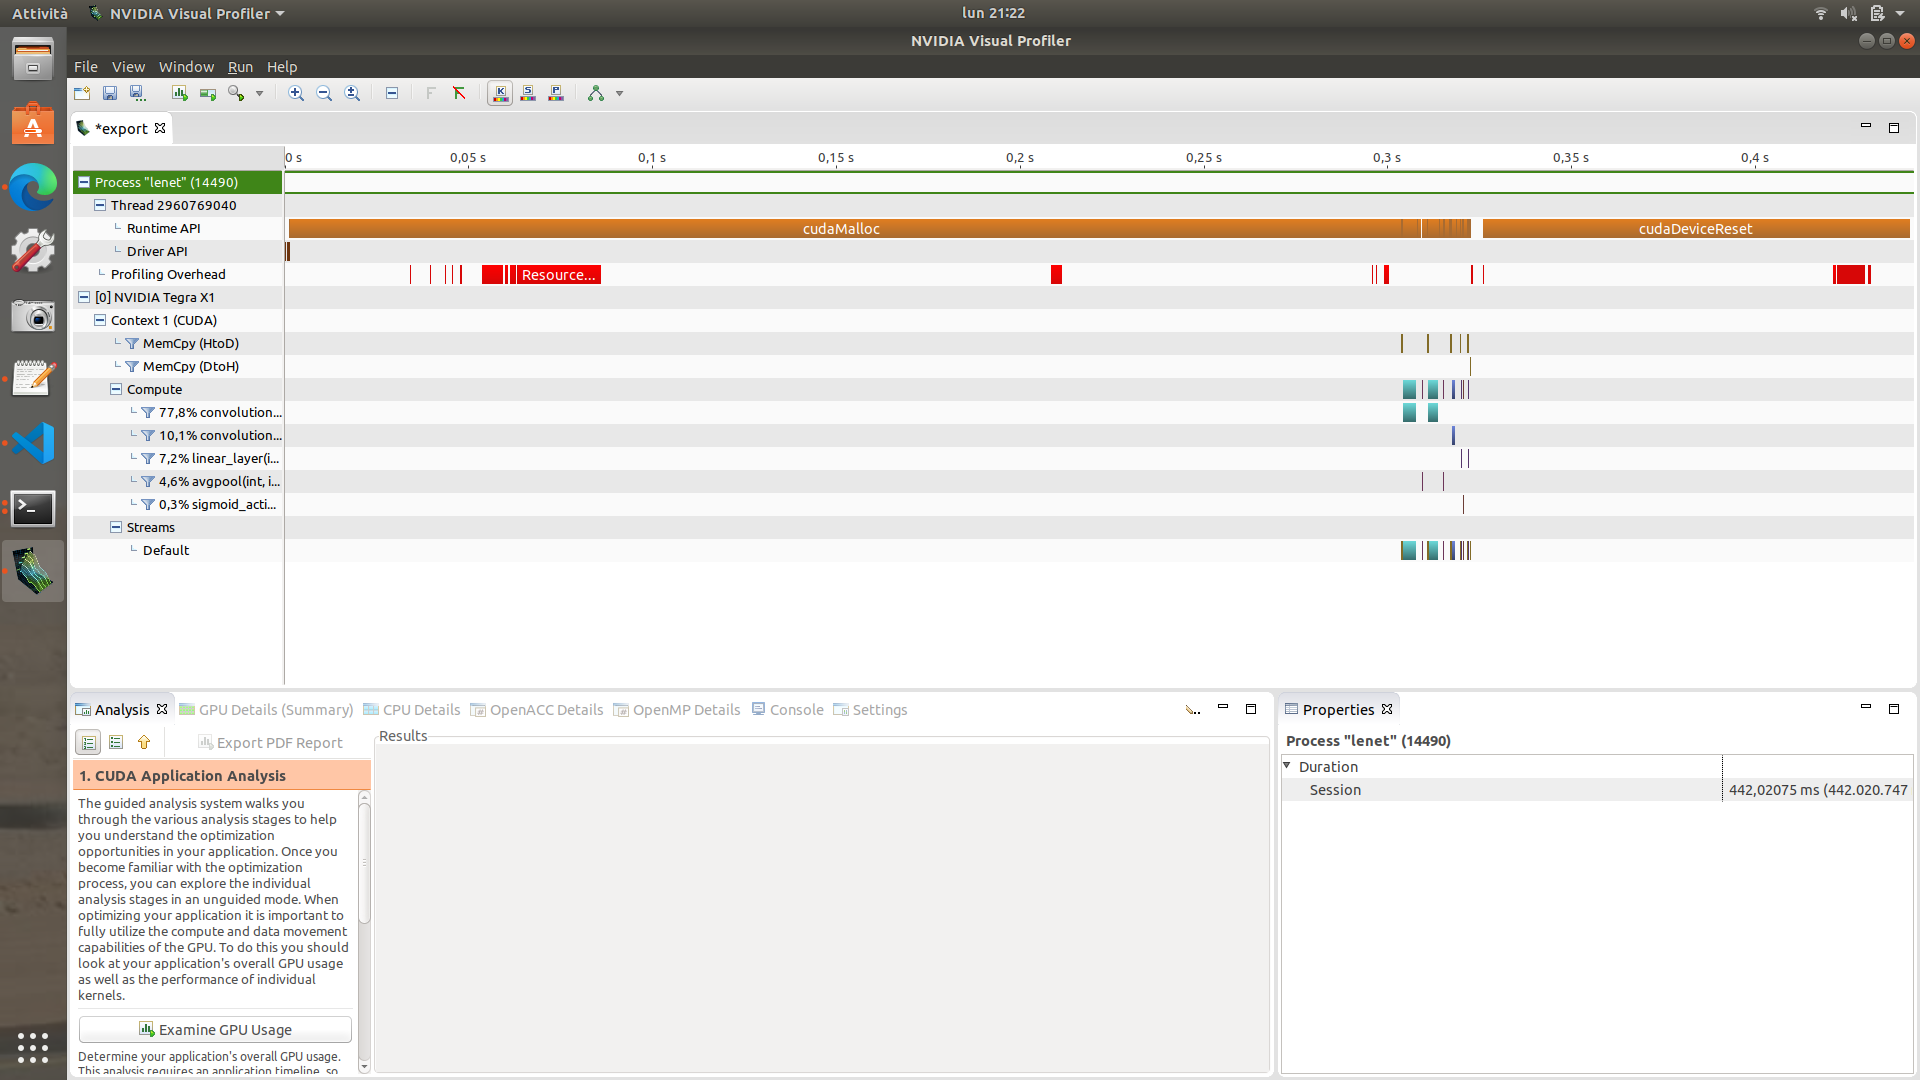 Attività
NVIDIA Visual Profiler
lun 21:22
NVIDIA Visual Profiler
File View Window Run Help
K S P
*export
0 s 0,05 s 0,1 s 0,15 s 0,2 s 0,25 s 0,3 s 0,35 s 0,4 s
Process "lenet" (14490)
Thread 2960769040
Runtime API cudaMalloc cudaDeviceReset
Driver API
Profiling Overhead Resource...
[0] NVIDIA Tegra X1
Context 1 (CUDA)
MemCpy (HtoD)
MemCpy (DtoH)
Compute
77,8% convolution...
10,1% convolution...
7,2% linear_layer(i...
4,6% avgpool(int, i...
0,3% sigmoid_acti...
Streams
Default
Analysis GPU Details (Summary) CPU Details OpenACC Details OpenMP Details Console Settings
Export PDF Report
Results
1. CUDA Application Analysis
The guided analysis system walks you
through the various analysis stages to help
you understand the optimization
opportunities in your application. Once you
become familiar with the optimization
process, you can explore the individual
analysis stages in an unguided mode. When
optimizing your application it is important to
fully utilize the compute and data movement
capabilities of the GPU. To do this you should
look at your application's overall GPU usage
as well as the performance of individual
kernels.
Examine GPU Usage
Determine your application's overall GPU usage.
This analysis requires an application timeline, so
Properties
Process "lenet" (14490)
Duration
Session 442,02075 ms (442.020.747